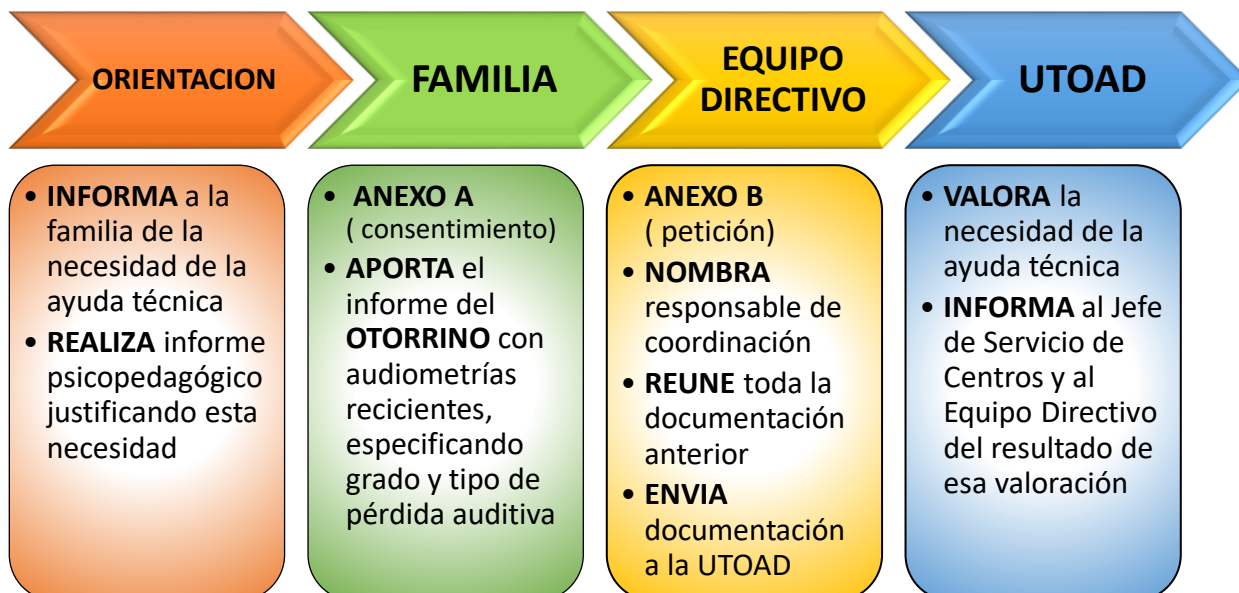 ORIENTACION
• INFORMA a la
familia de la
necesidad de la
ayuda técnica
• REALIZA informe
psicopedagógico
justificando esta
necesidad
FAMILIA
• ANEXO A
( consentimiento)
• APORTA el
informe del
OTORRINO con
audiometrías
recicientes,
especificando
grado y tipo de
pérdida auditiva
EQUIPO
DIRECTIVO
• ANEXO B
( petición)
• NOMBRA
responsable de
coordinación
• REUNE toda la
documentación
anterior
• ENVIA
documentación
a la UTOAD
UTOAD
• VALORA la
necesidad de la
ayuda técnica
• INFORMA al Jefe
de Servicio de
Centros y al
Equipo Directivo
del resultado de
esa valoración